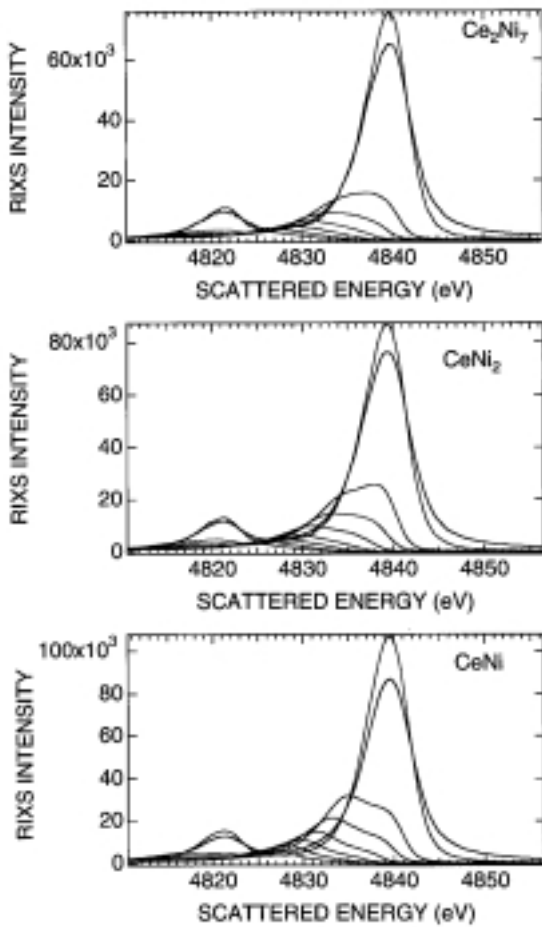 Ce₂Ni₇
RIXS INTENSITY
60x10³
40
20
0
4820 4830 4840 4850
SCATTERED ENERGY (eV)
CeNi₂
RIXS INTENSITY
80x10³
60
40
20
0
4820 4830 4840 4850
SCATTERED ENERGY (eV)
CeNi
RIXS INTENSITY
100x10³
80
60
40
20
0
4820 4830 4840 4850
SCATTERED ENERGY (eV)